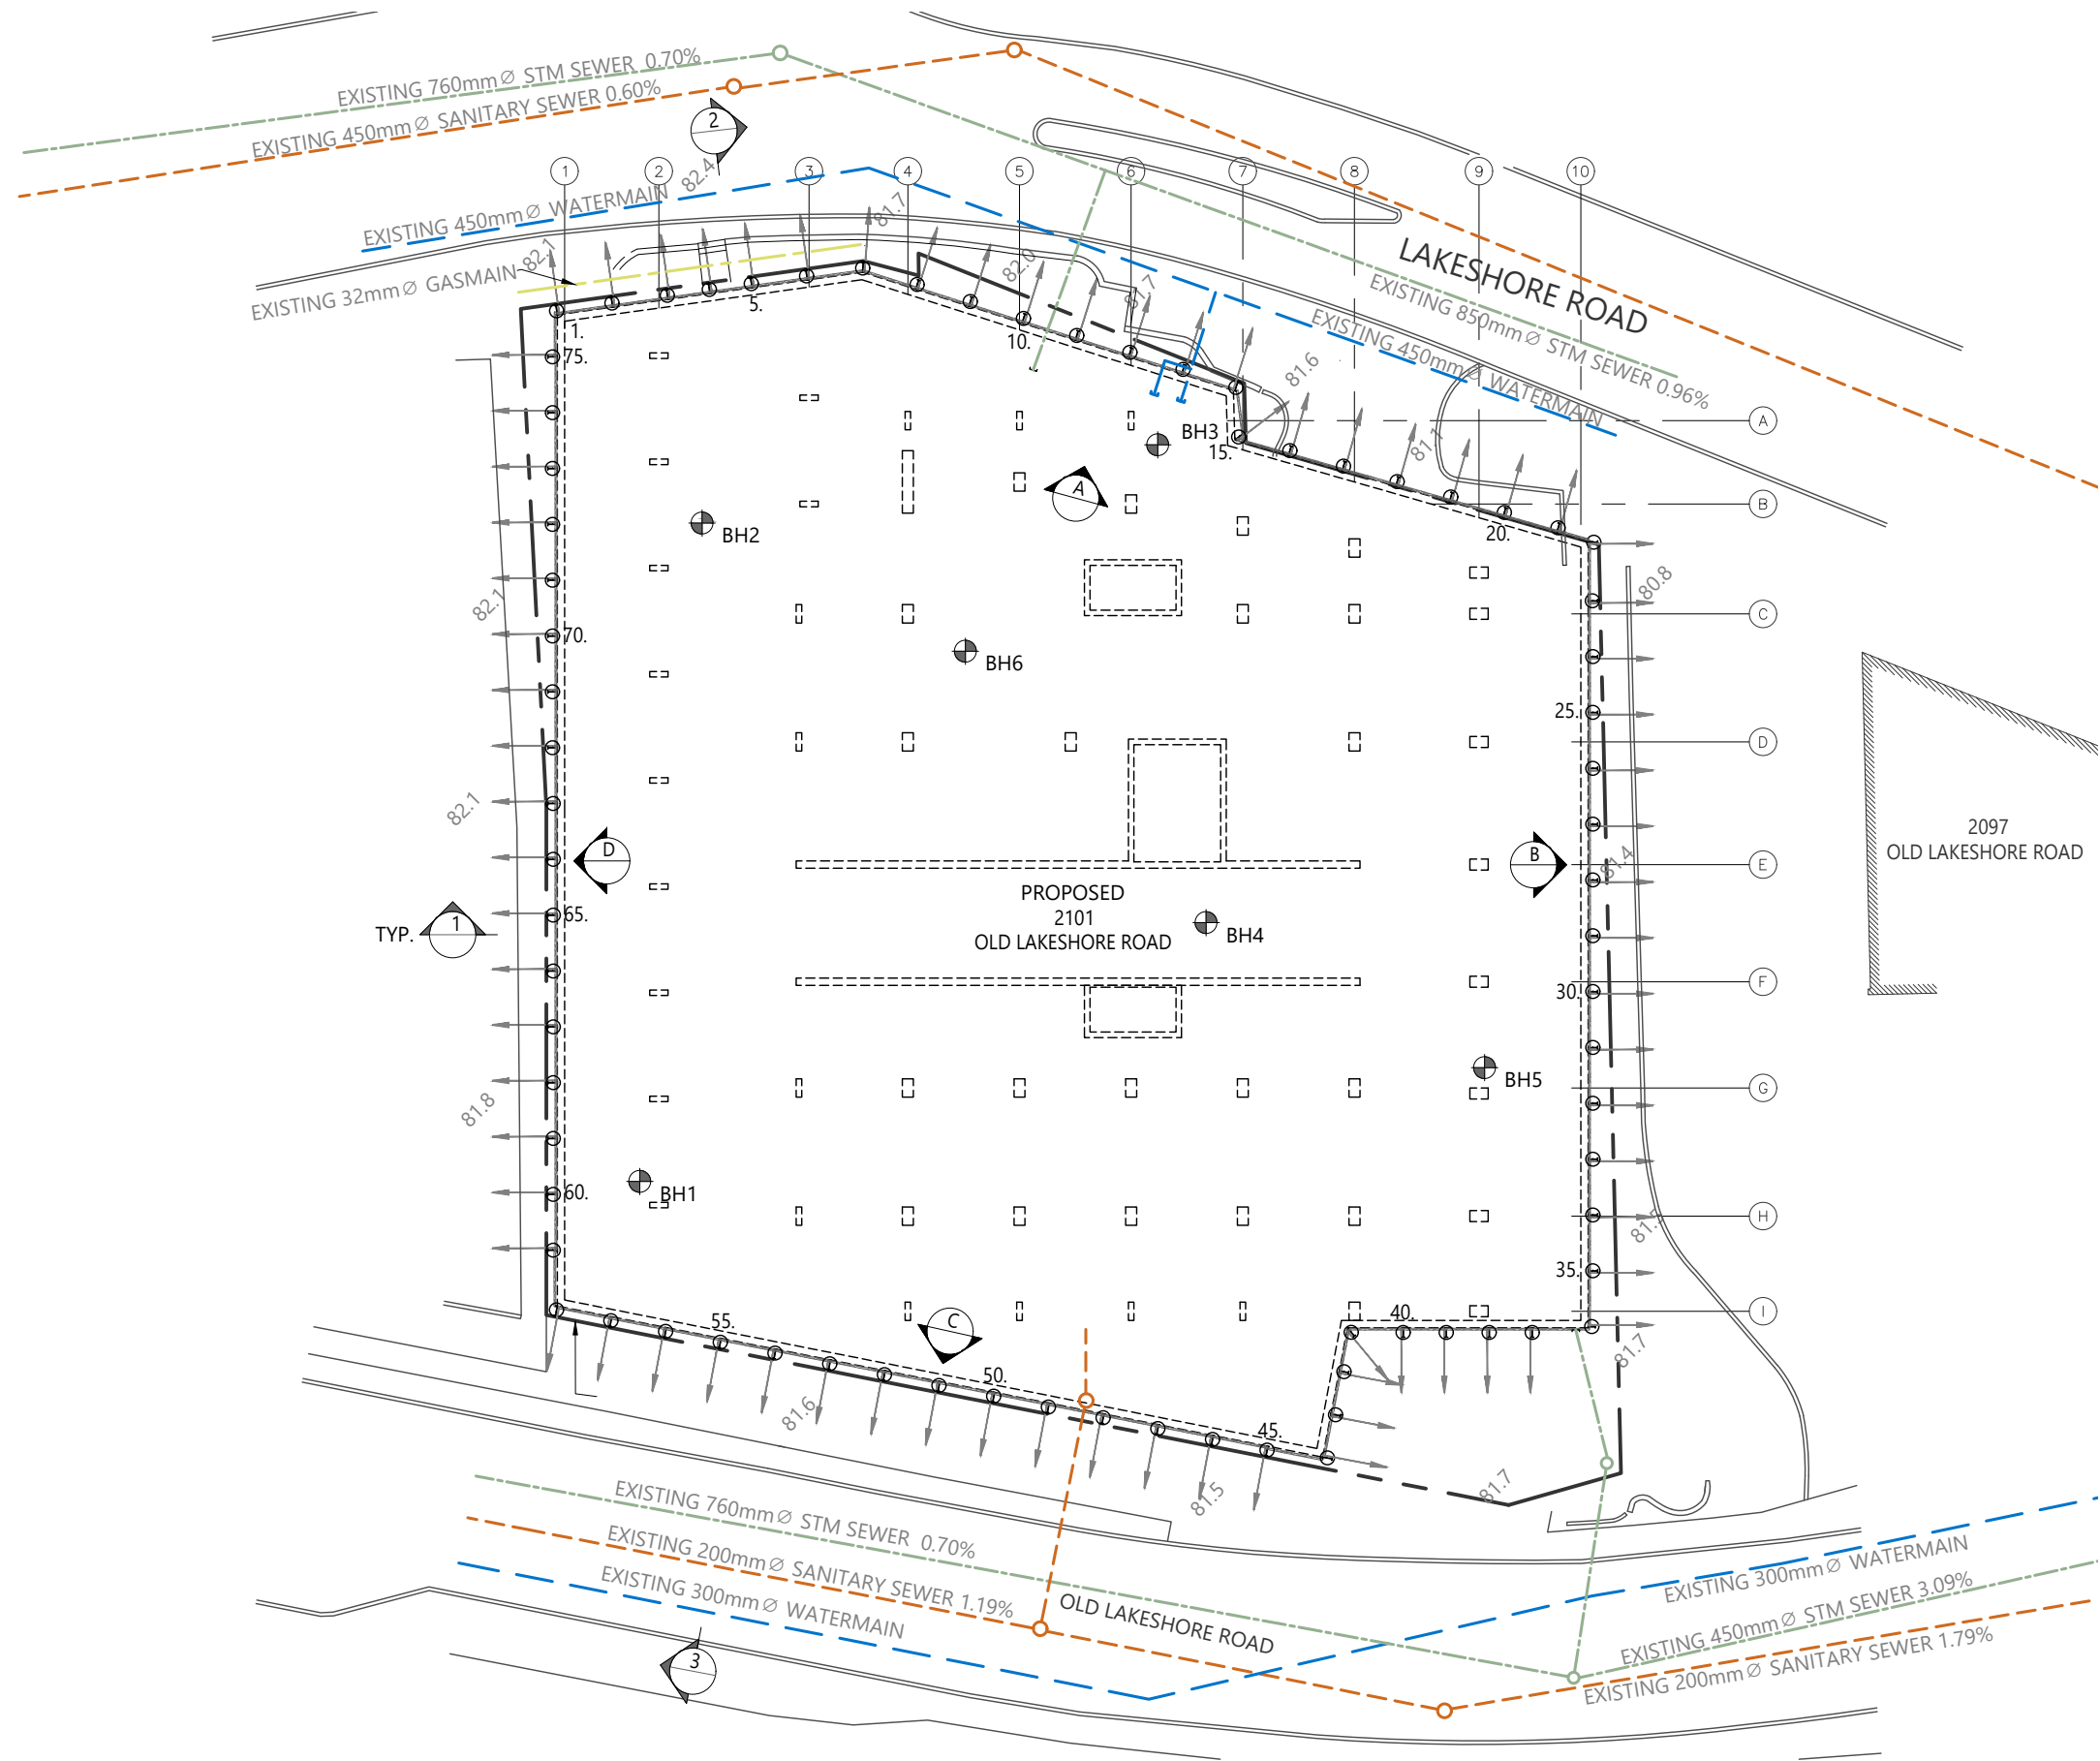 EXISTING 760mm∅ STM SEWER 0.70%
EXISTING 450mm∅ SANITARY SEWER 0.60%
2
EXISTING 450mm∅ WATERMAIN
82.4
1
2
3
4
5
6
7
8
9
10
81.7
82.1
EXISTING 32mm∅ GASMAIN
82.0
81.7
LAKESHORE ROAD
EXISTING 850mm∅ STM SEWER 0.96%
EXISTING 450mm∅ WATERMAIN
81.6
81.1
1.
5.
10.
15.
20.
75.
A
B
C
D
E
F
G
H
I
BH3
A
BH2
80.8
82.1
70.
BH6
25.
82.1
D
B
81.4
2097
OLD LAKESHORE ROAD
PROPOSED
2101
OLD LAKESHORE ROAD
BH4
65.
TYP.
1
30.
81.8
BH5
60.
BH1
35.
55.
C
40.
81.7
50.
81.6
45.
81.5
81.7
EXISTING 760mm∅ STM SEWER 0.70%
EXISTING 200mm∅ SANITARY SEWER 1.19%
EXISTING 300mm∅ WATERMAIN
OLD LAKESHORE ROAD
3
EXISTING 300mm∅ WATERMAIN
EXISTING 450mm∅ STM SEWER 3.09%
EXISTING 200mm∅ SANITARY SEWER 1.79%